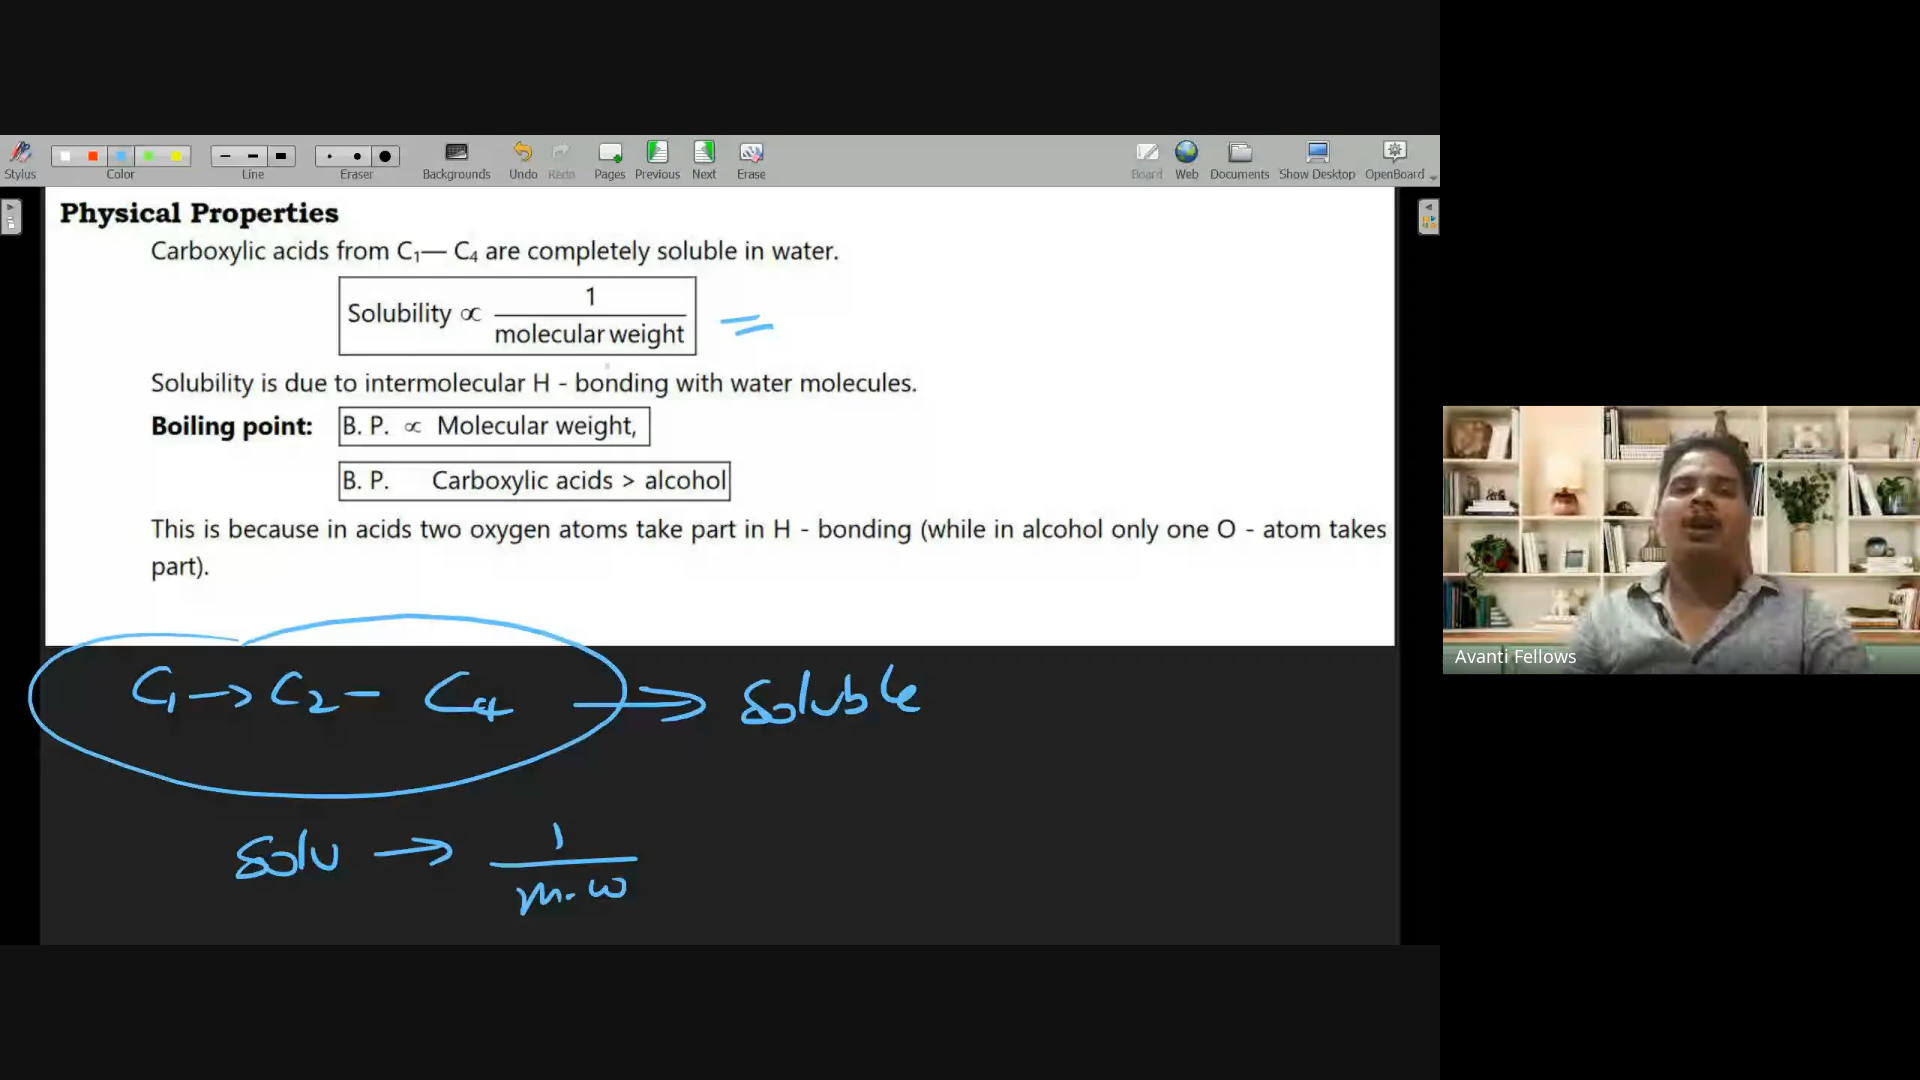 Stylus Color Line Eraser Backgrounds Undo Redo Pages Previous Next Erase Board Web Documents Show Desktop OpenBoard
Physical Properties
Carboxylic acids from C₁— C₄ are completely soluble in water.
Solubility ∝ 1 / molecular weight
Solubility is due to intermolecular H - bonding with water molecules.
Boiling point: B. P. ∝ Molecular weight,
B. P. Carboxylic acids > alcohol
This is because in acids two oxygen atoms take part in H - bonding (while in alcohol only one O - atom takes
part).
C₁ → C₂ – C₄ → Soluble
Solu → 1 / m.w
Avanti Fellows